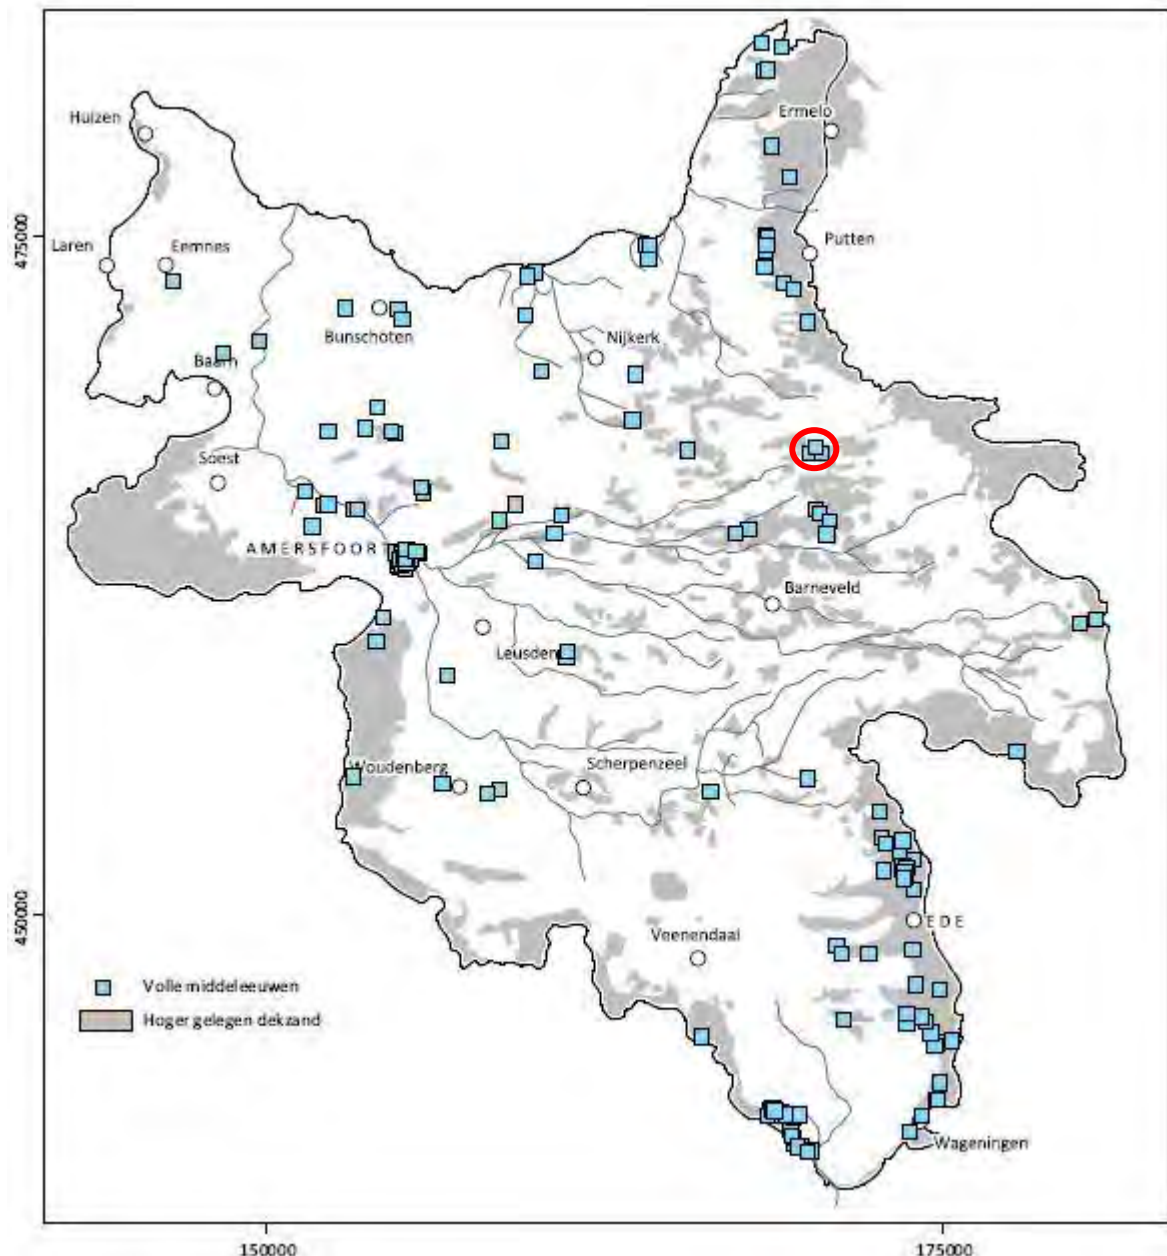 Ermelo
Huizen
475000
Laren
Eemnes
Putten
Bunschoten
Nijkerk
Baarn
Soest
AMERSFOORT
Barneveld
Leusden
Woudenberg
Scherpenzeel
450000
EDE
Veenendaal
Volle middeleeuwen
Hoger gelegen dekzand
Wageningen
150000
175000